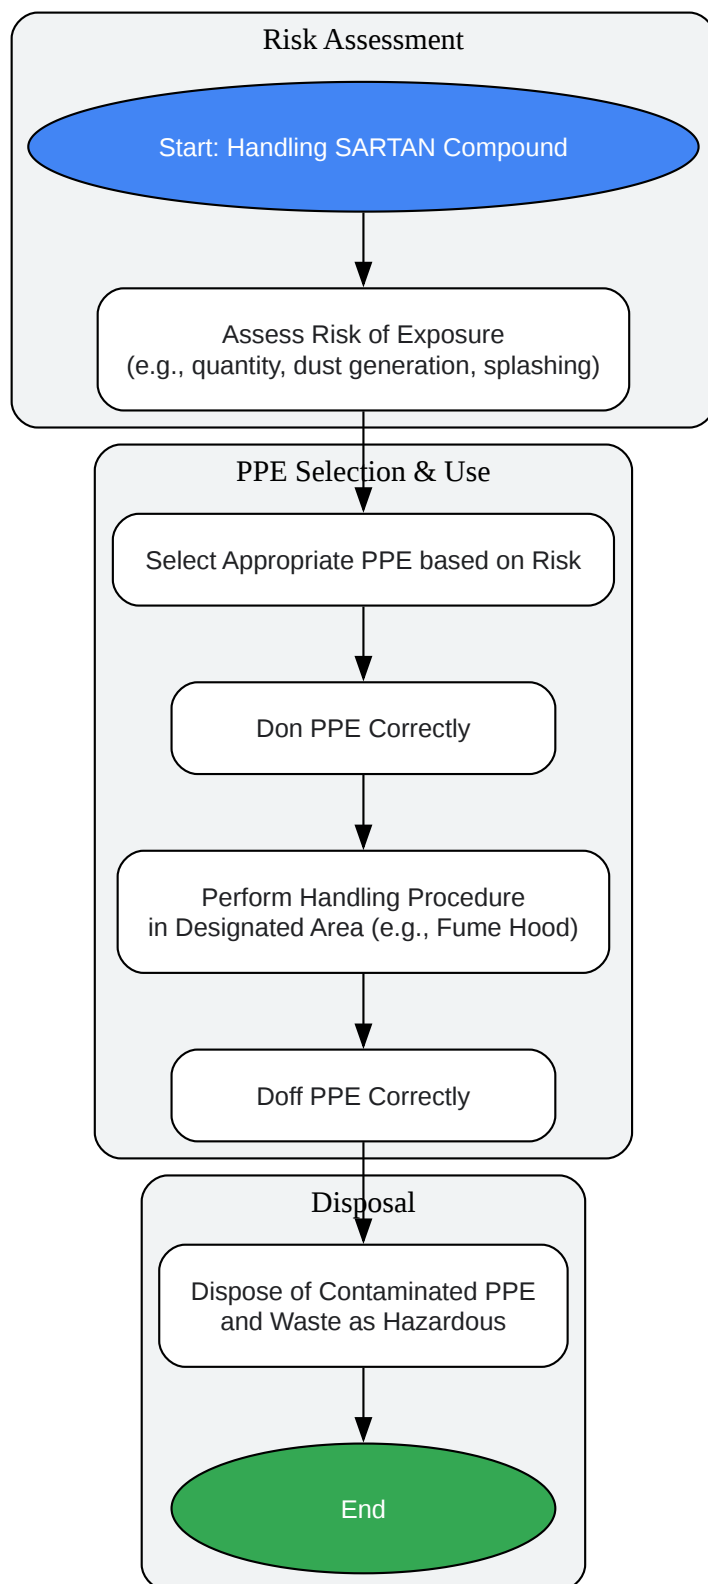 Risk Assessment
Start: Handling SARTAN Compound
Assess Risk of Exposure
(e.g., quantity, dust generation, splashing)
PPE Selection & Use
Select Appropriate PPE based on Risk
Don PPE Correctly
Perform Handling Procedure
in Designated Area (e.g., Fume Hood)
Doff PPE Correctly
Disposal
Dispose of Contaminated PPE
and Waste as Hazardous
End